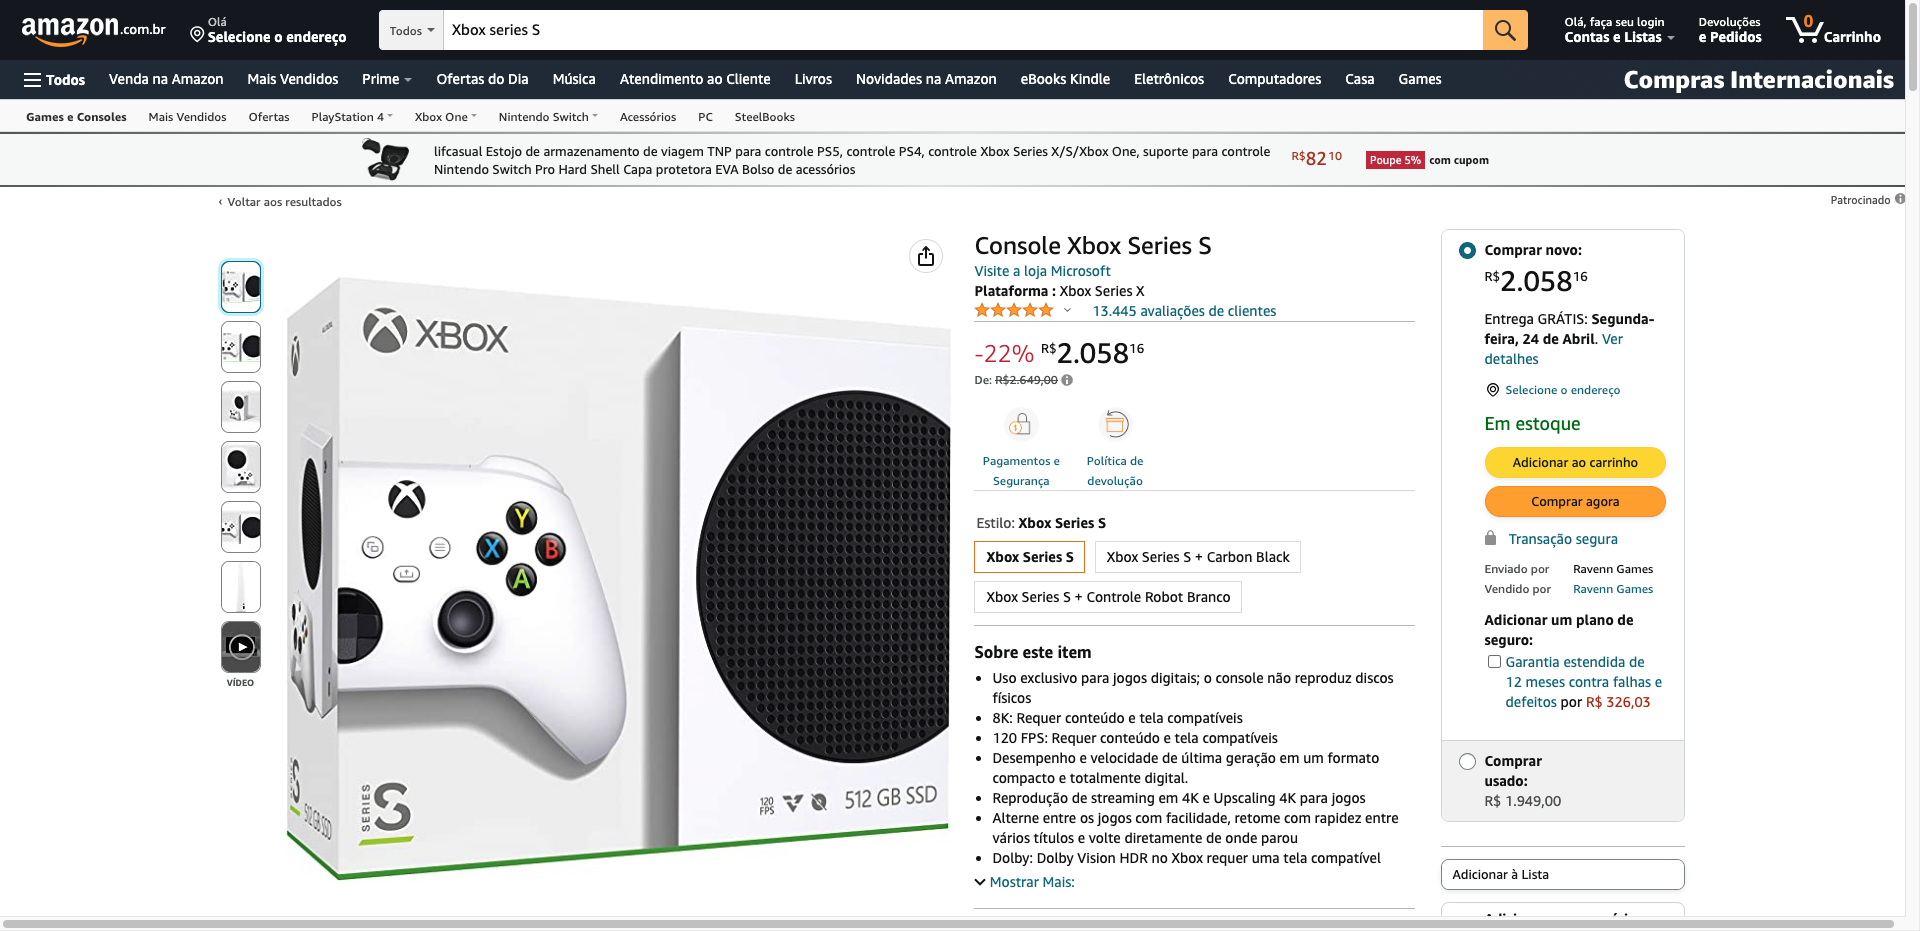 amazon.com.br
Olá
Selecione o endereço
Todos
Xbox series S
Olá, faça seu login
Contas e Listas
Devoluções
e Pedidos
0
Carrinho
Todos
Venda na Amazon
Mais Vendidos
Prime
Ofertas do Dia
Música
Atendimento ao Cliente
Livros
Novidades na Amazon
eBooks Kindle
Eletrônicos
Computadores
Casa
Games
Compras Internacionais
Games e Consoles
Mais Vendidos
Ofertas
PlayStation 4
Xbox One
Nintendo Switch
Acessórios
PC
SteelBooks
lifcasual Estojo de armazenamento de viagem TNP para controle PS5, controle PS4, controle Xbox Series X/S/Xbox One, suporte para controle
Nintendo Switch Pro Hard Shell Capa protetora EVA Bolso de acessórios
R$8210
Poupe 5% com cupom
‹ Voltar aos resultados
Patrocinado
VÍDEO
XBOX
Y
X
B
A
SERIES
S
512 GB SSD
SERIES
S
120
FPS
512 GB SSD
Console Xbox Series S
Visite a loja Microsoft
Plataforma : Xbox Series X
13.445 avaliações de clientes
-22% R$2.05816
De: R$2.649,00
Pagamentos e
Segurança
Política de
devolução
Estilo: Xbox Series S
Xbox Series S
Xbox Series S + Carbon Black
Xbox Series S + Controle Robot Branco
Sobre este item
• Uso exclusivo para jogos digitais; o console não reproduz discos
físicos
• 8K: Requer conteúdo e tela compatíveis
• 120 FPS: Requer conteúdo e tela compatíveis
• Desempenho e velocidade de última geração em um formato
compacto e totalmente digital.
• Reprodução de streaming em 4K e Upscaling 4K para jogos
• Alterne entre os jogos com facilidade, retome com rapidez entre
vários títulos e volte diretamente de onde parou
• Dolby: Dolby Vision HDR no Xbox requer uma tela compatível
Mostrar Mais:
Comprar novo:
R$2.05816
Entrega GRÁTIS: Segunda-
feira, 24 de Abril. Ver
detalhes
Selecione o endereço
Em estoque
Adicionar ao carrinho
Comprar agora
Transação segura
Enviado por Ravenn Games
Vendido por Ravenn Games
Adicionar um plano de
seguro:
Garantia estendida de
12 meses contra falhas e
defeitos por R$ 326,03
Comprar
usado:
R$ 1.949,00
Adicionar à Lista